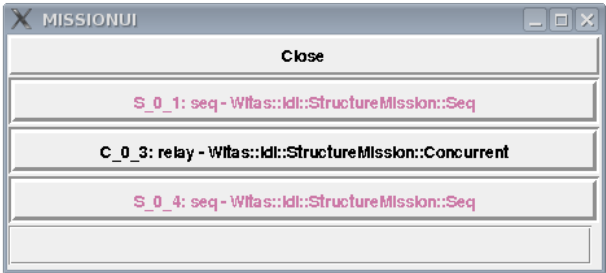 MISSIONUI
Close
S_0_1: seq - Witas::Idl::StructureMission::Seq
C_0_3: relay - Witas::Idl::StructureMission::Concurrent
S_0_4: seq - Witas::Idl::StructureMission::Seq